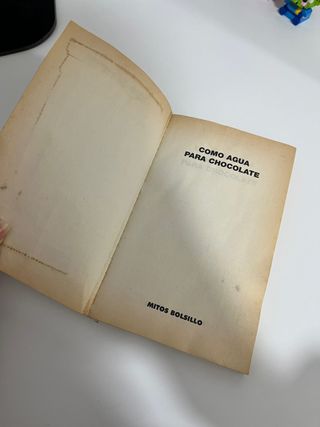 COMO AGUA
PARA CHOCOLATE
MITOS BOLSILLO